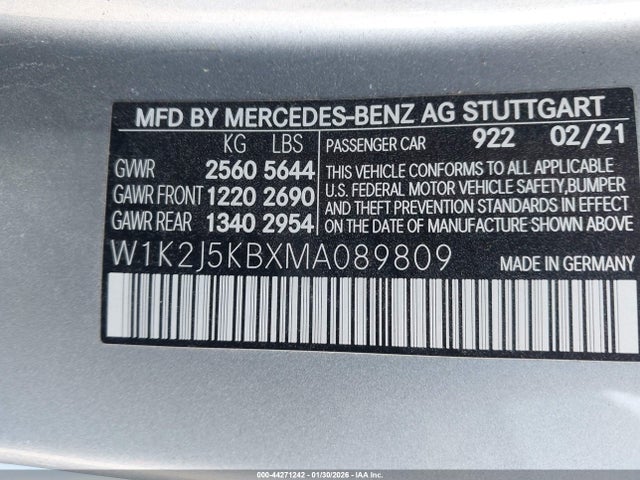 MFD BY MERCEDES-BENZ AG STUTTGART
KG LBS
GVWR 2560 5644
GAWR FRONT 1220 2690
GAWR REAR 1340 2954
PASSENGER CAR 922 02/21
THIS VEHICLE CONFORMS TO ALL APPLICABLE
U.S. FEDERAL MOTOR VEHICLE SAFETY,BUMPER
AND THEFT PREVENTION STANDARDS IN EFFECT
ON THE DATE OF MANUFACTURE SHOWN ABOVE.
W1K2J5KBXMA089809
MADE IN GERMANY
000-44271242 - 01/30/2026 - IAAI.COM